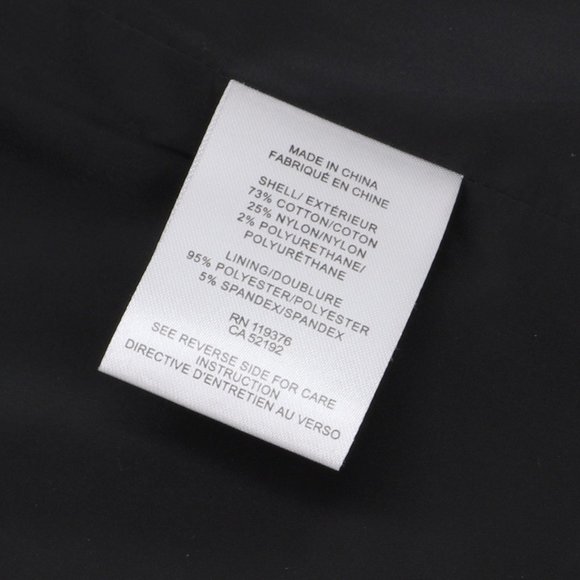 MADE IN CHINA
FABRIQUÉ EN CHINE
SHELL/ EXTÉRIEUR
73% COTTON/COTON
25% NYLON/NYLON
2% POLYURETHANE/
POLYURÉTHANE
LINING/DOUBLURE
95% POLYESTER/POLYESTER
5% SPANDEX/SPANDEX
RN 119376
CA 52192
SEE REVERSE SIDE FOR CARE
INSTRUCTION
DIRECTIVE D'ENTRETIEN AU VERSO